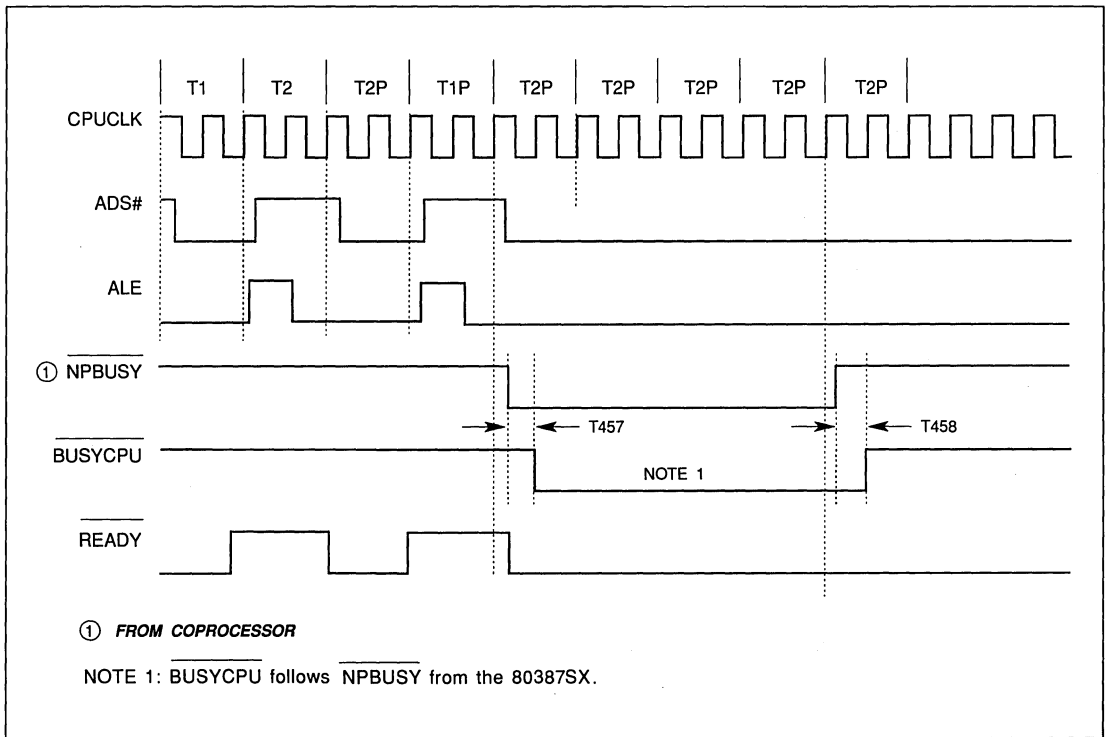 T1 T2 T2P T1P T2P T2P T2P T2P T2P
CPUCLK
ADS#
ALE
① NPBUSY
T457 T458
BUSYCPU
NOTE 1
READY
① FROM COPROCESSOR
NOTE 1: BUSYCPU follows NPBUSY from the 80387SX.